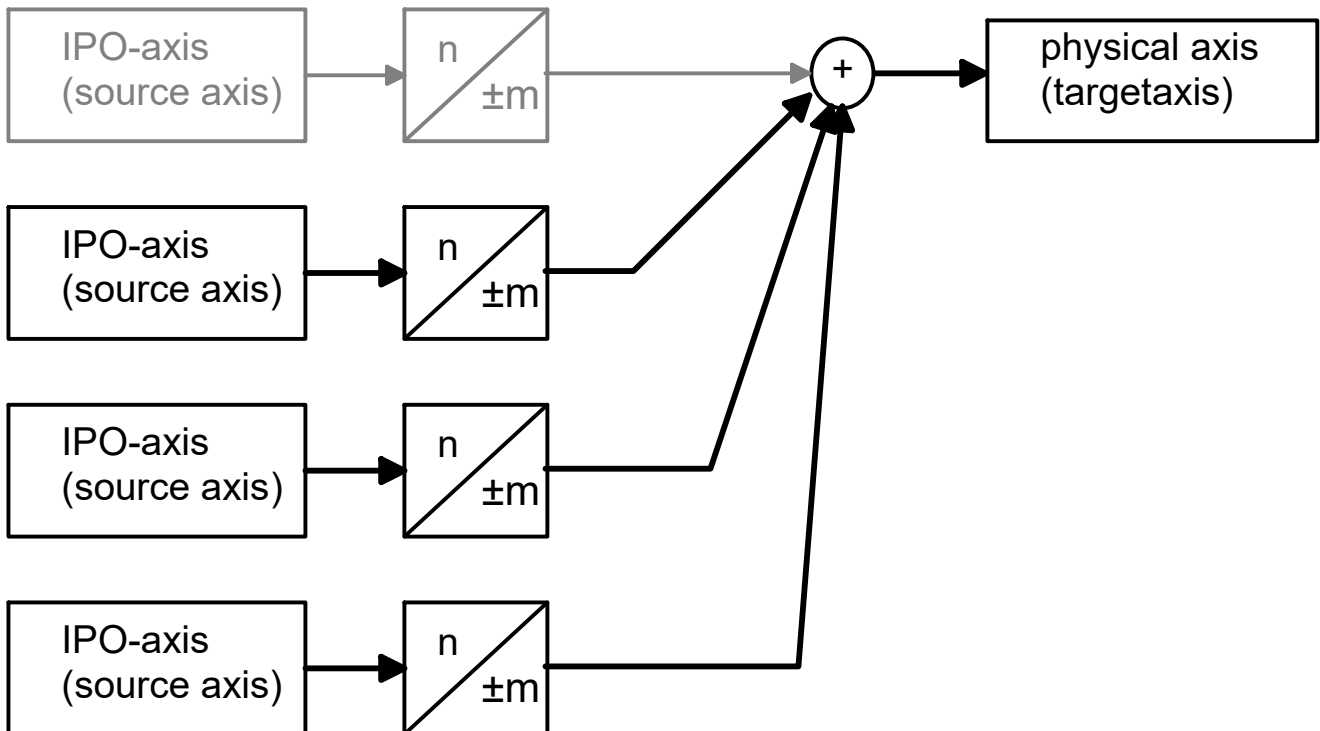 IPO-axis
(source axis)
n
±m
+
physical axis
(targetaxis)
IPO-axis
(source axis)
n
±m
IPO-axis
(source axis)
n
±m
IPO-axis
(source axis)
n
±m